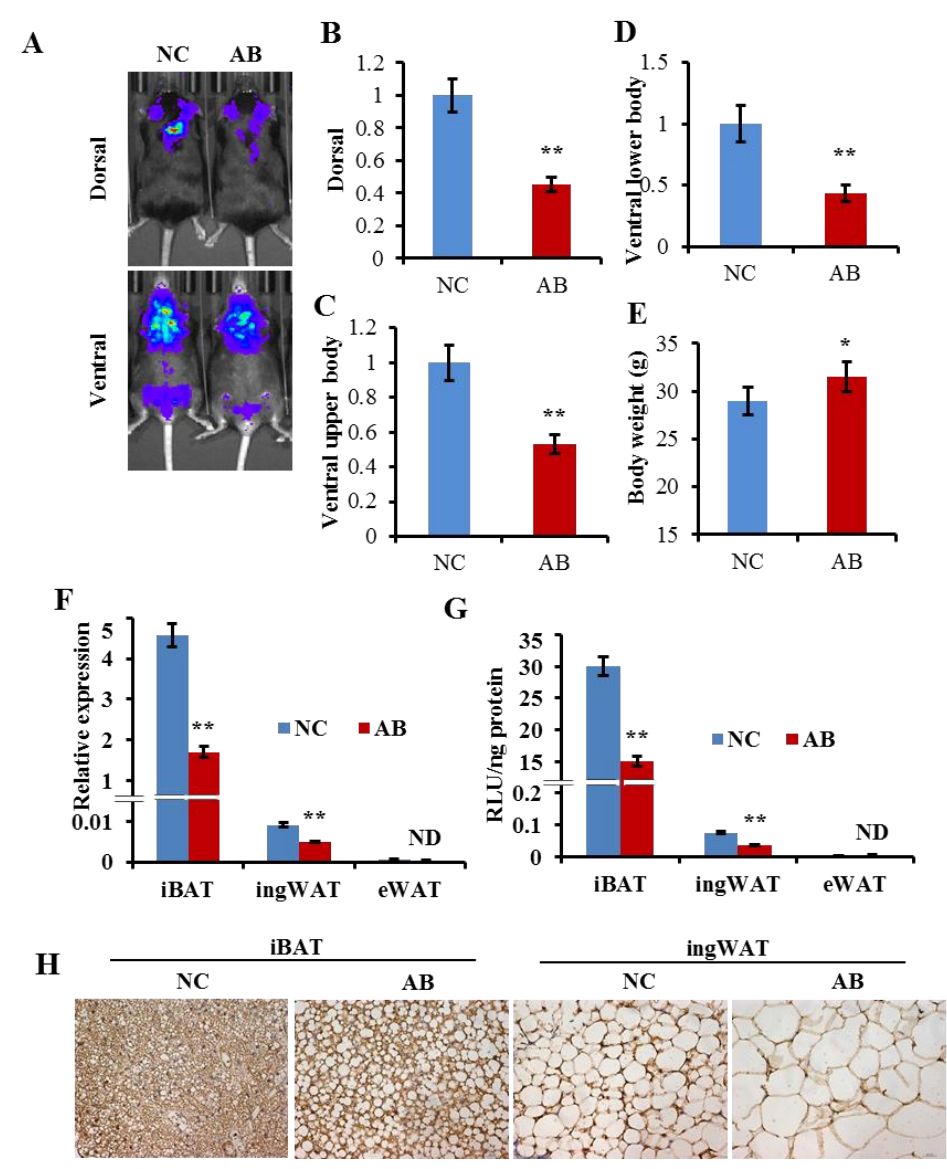 A
NC AB
Dorsal
Ventral
B
Dorsal
1.2
1
0.8
0.6
0.4
0.2
0
**
NC AB
D
Ventral lower body
1.5
1
0.5
0
**
NC AB
C
Ventral upper body
1.2
1
0.8
0.6
0.4
0.2
0
**
NC AB
E
Body weight (g)
35
30
25
20
15
*
NC AB
F
Relative expression
5
4
3
2
1
0.01
0
**
**
ND
NC AB
iBAT ingWAT eWAT
G
RLU/ng protein
35
30
25
20
15
0.2
0.1
0
**
**
ND
NC AB
iBAT ingWAT eWAT
H
iBAT ingWAT
NC AB NC AB